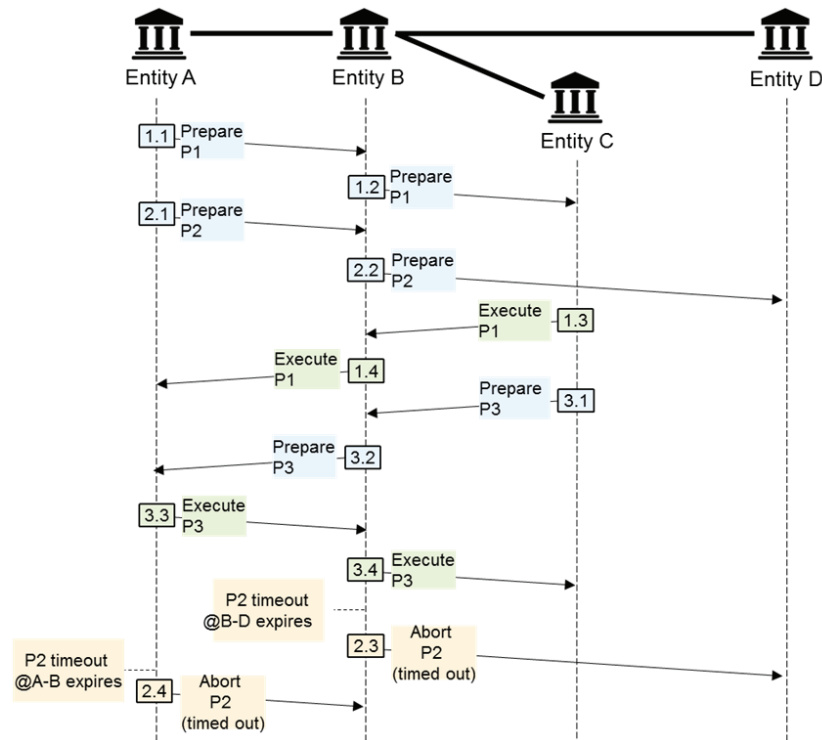 Entity A
Entity B
Entity D
Entity C
1.1 Prepare
P1
1.2 Prepare
P1
2.1 Prepare
P2
2.2 Prepare
P2
Execute 1.3
P1
Execute 1.4
P1
Prepare 3.1
P3
Prepare 3.2
P3
3.3 Execute
P3
3.4 Execute
P3
P2 timeout
@B-D expires
2.3 Abort
P2
(timed out)
P2 timeout
@A-B expires
2.4 Abort
P2
(timed out)